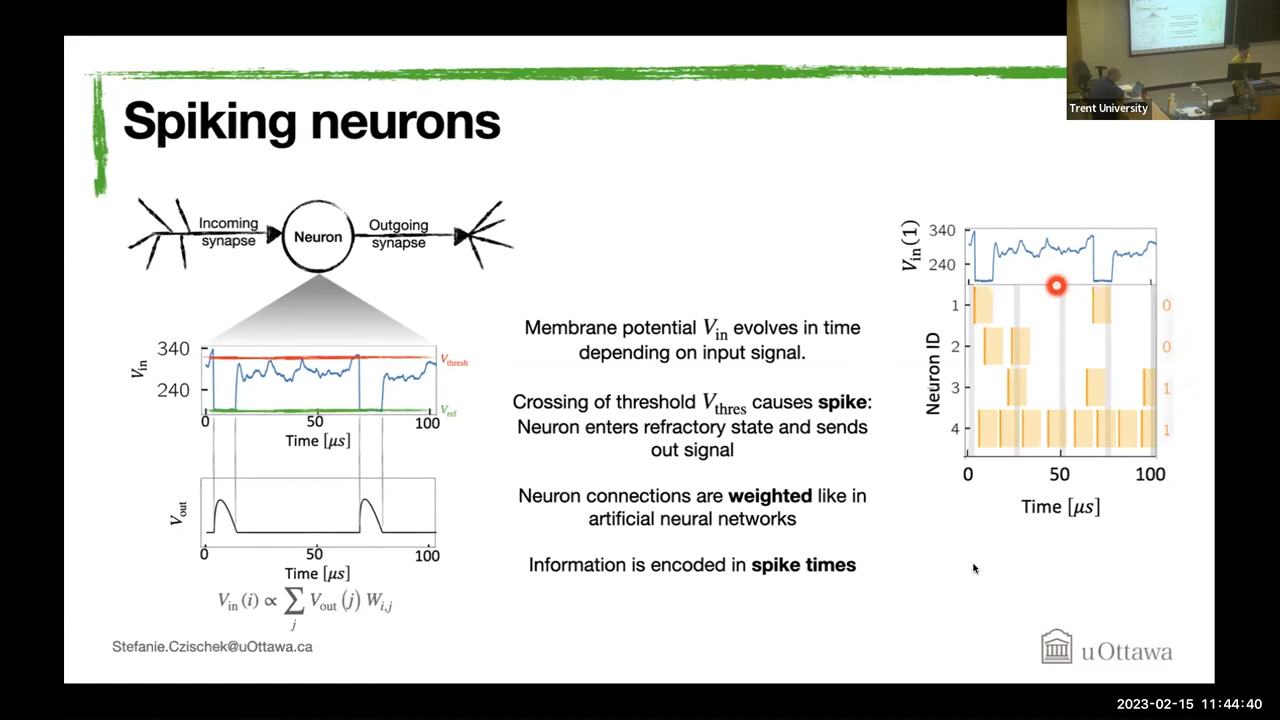 Trent University
Spiking neurons
Incoming
synapse
Neuron
Outgoing
synapse
340
240
V_in
V_thresh
V_ref
0 50 100
Time [μs]
V_out
0 50 100
Time [μs]
V_in (i) ∝ ∑_j V_out (j) W_i,j
Membrane potential V_in evolves in time
depending on input signal.
Crossing of threshold V_thres causes spike:
Neuron enters refractory state and sends
out signal
Neuron connections are weighted like in
artificial neural networks
Information is encoded in spike times
V_in(1)
340
240
Neuron ID
1 0
2 0
3 1
4 1
0 50 100
Time [μs]
Stefanie.Czischek@uOttawa.ca
uOttawa
2023-02-15 11:44:40